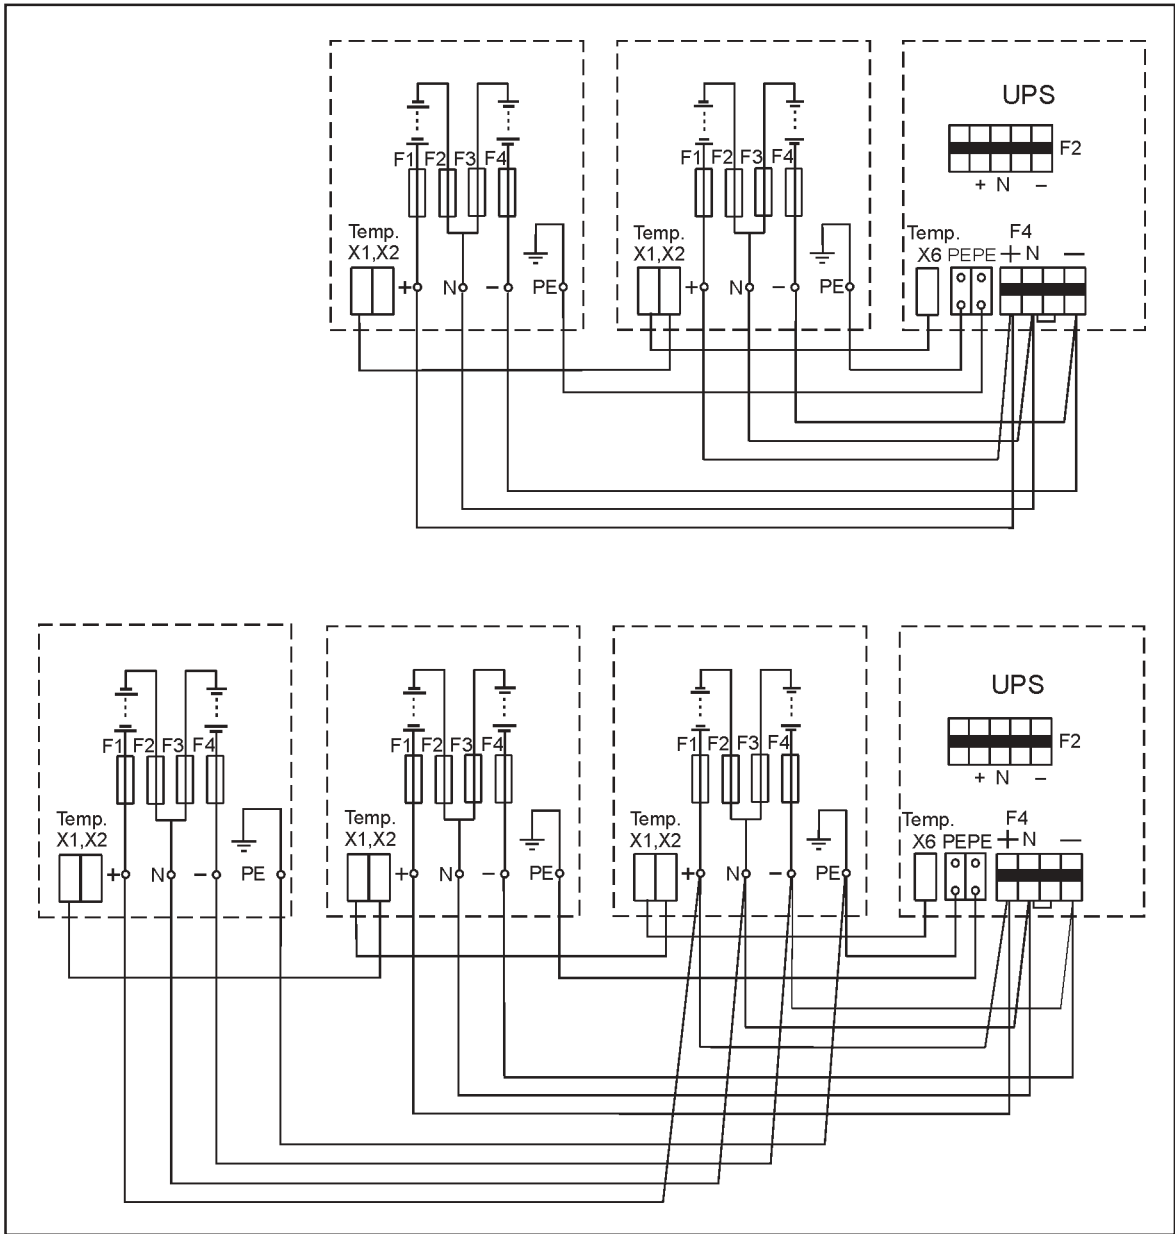 UPS
F2
+ N −
F1 F2 F3 F4
F1 F2 F3 F4
Temp.
X1,X2
+ N − PE
Temp.
X1,X2
+ N − PE
Temp.
X6 PE PE
F4
+ N −
UPS
F2
+ N −
F1 F2 F3 F4
F1 F2 F3 F4
F1 F2 F3 F4
Temp.
X1,X2
+ N − PE
Temp.
X1,X2
+ N − PE
Temp.
X1,X2
+ N − PE
Temp.
X6 PE PE
F4
+ N −